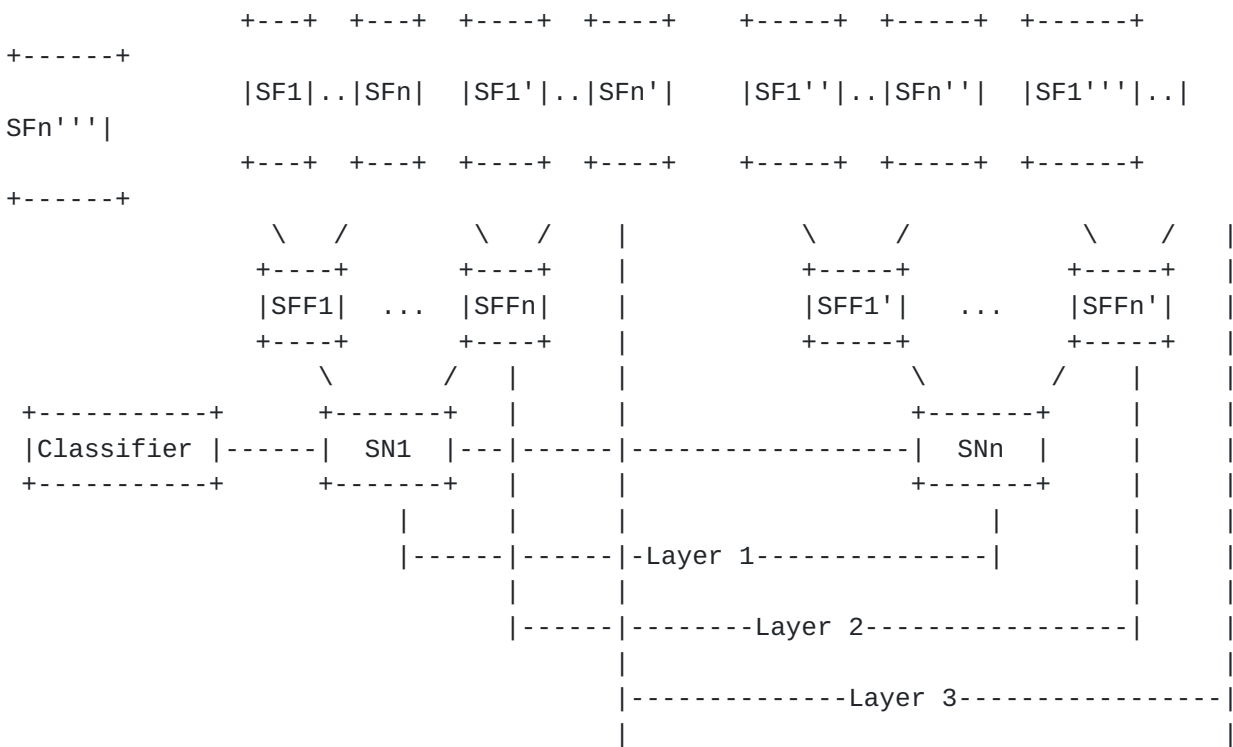 +---+  +---+  +----+  +----+    +-----+  +-----+  +------+
+------+
|SF1|..|SFn|  |SF1'|..|SFn'|    |SF1''|..|SFn''|  |SF1'''|..|
SFn'''|
+---+  +---+  +----+  +----+    +-----+  +-----+  +------+
+------+
\   /        \   /    |           \     /           \    /   |
+----+       +----+    |           +-----+          +-----+   |
|SFF1|  ...  |SFFn|    |           |SFF1'|   ...    |SFFn'|   |
+----+       +----+    |           +-----+          +-----+   |
\       /   |      |                 \        /    |     |
+-----------+      +-------+   |      |                 +-------+     |     |
|Classifier |------|  SN1  |---|------|-----------------|  SNn  |     |     |
+-----------+      +-------+   |      |                 +-------+     |     |
|      |      |                      |        |     |
|------|------|-Layer 1---------------|        |     |
|      |                               |     |
|------|--------Layer 2-----------------|     |
|                                     |
|--------------Layer 3-----------------|
|                                     |